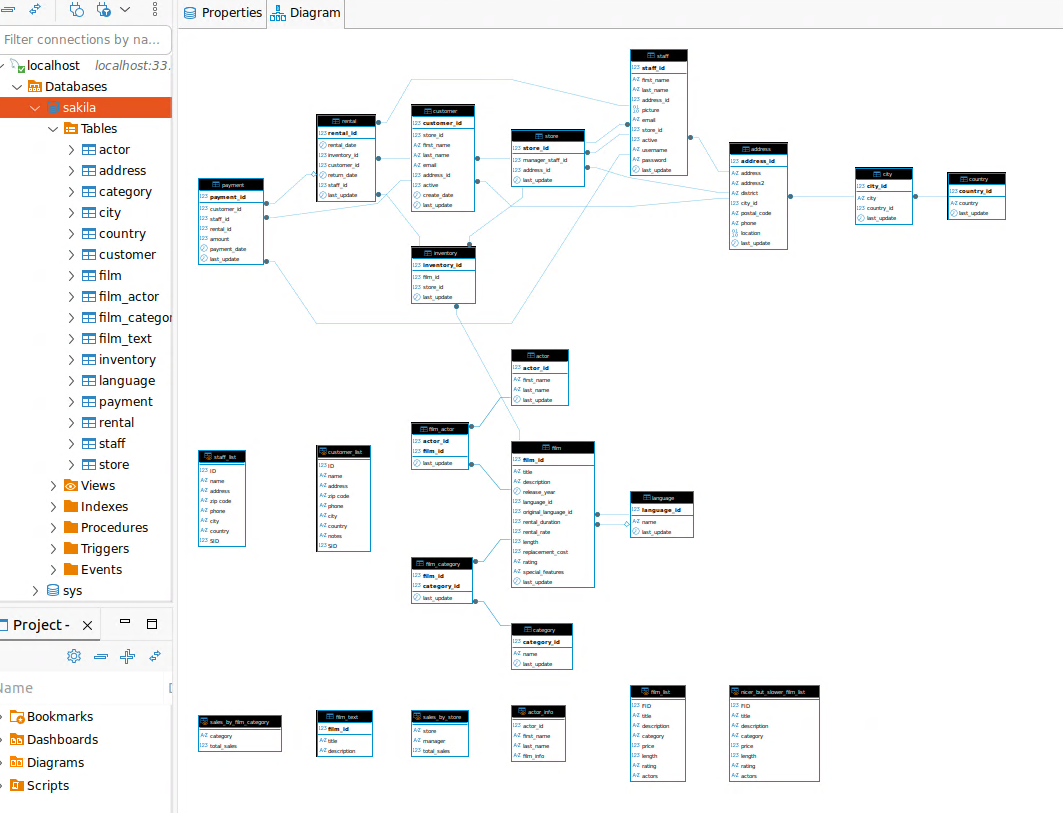 Properties
Diagram
Filter connections by na...
localhost localhost:33.
Databases
sakila
Tables
actor
address
category
city
country
customer
film
film_actor
film_categor
film_text
inventory
language
payment
rental
staff
store
Views
Indexes
Procedures
Triggers
Events
sys
Project -
Name
D
Bookmarks
Dashboards
Diagrams
Scripts
payment
123 payment_id
123 customer_id
123 staff_id
123 rental_id
123 amount
payment_date
last_update
rental
123 rental_id
rental_date
123 inventory_id
123 customer_id
return_date
123 staff_id
last_update
customer
123 customer_id
123 store_id
A-Z first_name
A-Z last_name
A-Z email
123 address_id
123 active
create_date
last_update
store
123 store_id
123 manager_staff_id
123 address_id
last_update
staff
123 staff_id
A-Z first_name
A-Z last_name
123 address_id
picture
A-Z email
123 store_id
123 active
A-Z username
A-Z password
last_update
address
123 address_id
A-Z address
A-Z address2
A-Z district
123 city_id
A-Z postal_code
A-Z phone
location
last_update
city
123 city_id
A-Z city
123 country_id
last_update
country
123 country_id
A-Z country
last_update
inventory
123 inventory_id
123 film_id
123 store_id
last_update
actor
123 actor_id
A-Z first_name
A-Z last_name
last_update
film_actor
123 actor_id
123 film_id
last_update
film
123 film_id
A-Z title
A-Z description
release_year
123 language_id
123 original_language_id
123 rental_duration
123 rental_rate
123 length
123 replacement_cost
A-Z rating
A-Z special_features
last_update
language
123 language_id
A-Z name
last_update
staff_list
123 ID
A-Z name
A-Z address
A-Z zip code
A-Z phone
A-Z city
A-Z country
123 SID
customer_list
123 ID
A-Z name
A-Z address
A-Z zip code
A-Z phone
A-Z city
A-Z country
A-Z notes
123 SID
film_category
123 film_id
123 category_id
last_update
category
123 category_id
A-Z name
last_update
sales_by_film_category
A-Z category
123 total_sales
film_text
123 film_id
A-Z title
A-Z description
sales_by_store
A-Z store
A-Z manager
123 total_sales
actor_info
123 actor_id
A-Z first_name
A-Z last_name
A-Z film_info
film_list
123 FID
A-Z title
A-Z description
A-Z category
123 price
123 length
A-Z rating
A-Z actors
nicer_but_slower_film_list
123 FID
A-Z title
A-Z description
A-Z category
123 price
123 length
A-Z rating
A-Z actors